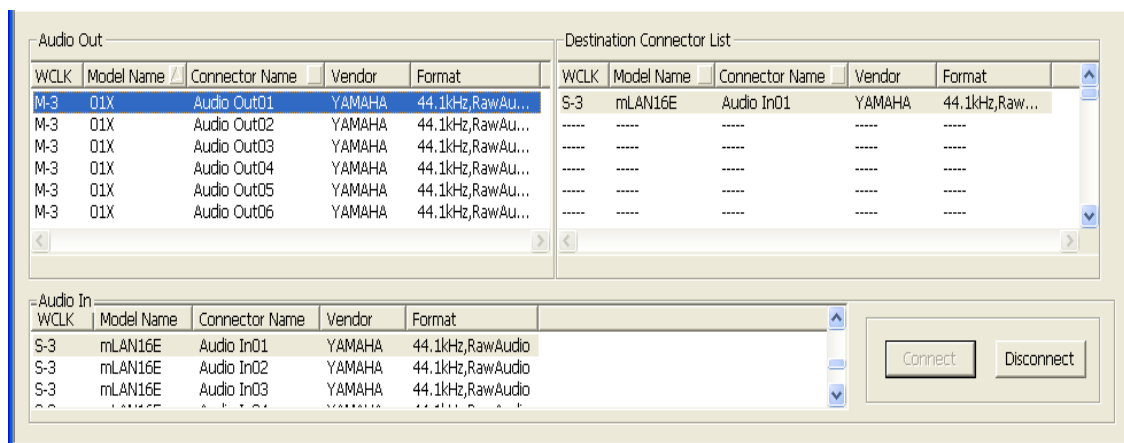 Audio Out
WCLK Model Name Connector Name Vendor Format
M-3 01X Audio Out01 YAMAHA 44.1kHz,RawAu...
M-3 01X Audio Out02 YAMAHA 44.1kHz,RawAu...
M-3 01X Audio Out03 YAMAHA 44.1kHz,RawAu...
M-3 01X Audio Out04 YAMAHA 44.1kHz,RawAu...
M-3 01X Audio Out05 YAMAHA 44.1kHz,RawAu...
M-3 01X Audio Out06 YAMAHA 44.1kHz,RawAu...
Destination Connector List
WCLK Model Name Connector Name Vendor Format
S-3 mLAN16E Audio In01 YAMAHA 44.1kHz,Raw...
----- ----- ----- ----- -----
----- ----- ----- ----- -----
----- ----- ----- ----- -----
----- ----- ----- ----- -----
----- ----- ----- ----- -----
Audio In
WCLK Model Name Connector Name Vendor Format
S-3 mLAN16E Audio In01 YAMAHA 44.1kHz,RawAudio
S-3 mLAN16E Audio In02 YAMAHA 44.1kHz,RawAudio
S-3 mLAN16E Audio In03 YAMAHA 44.1kHz,RawAudio
Connect
Disconnect